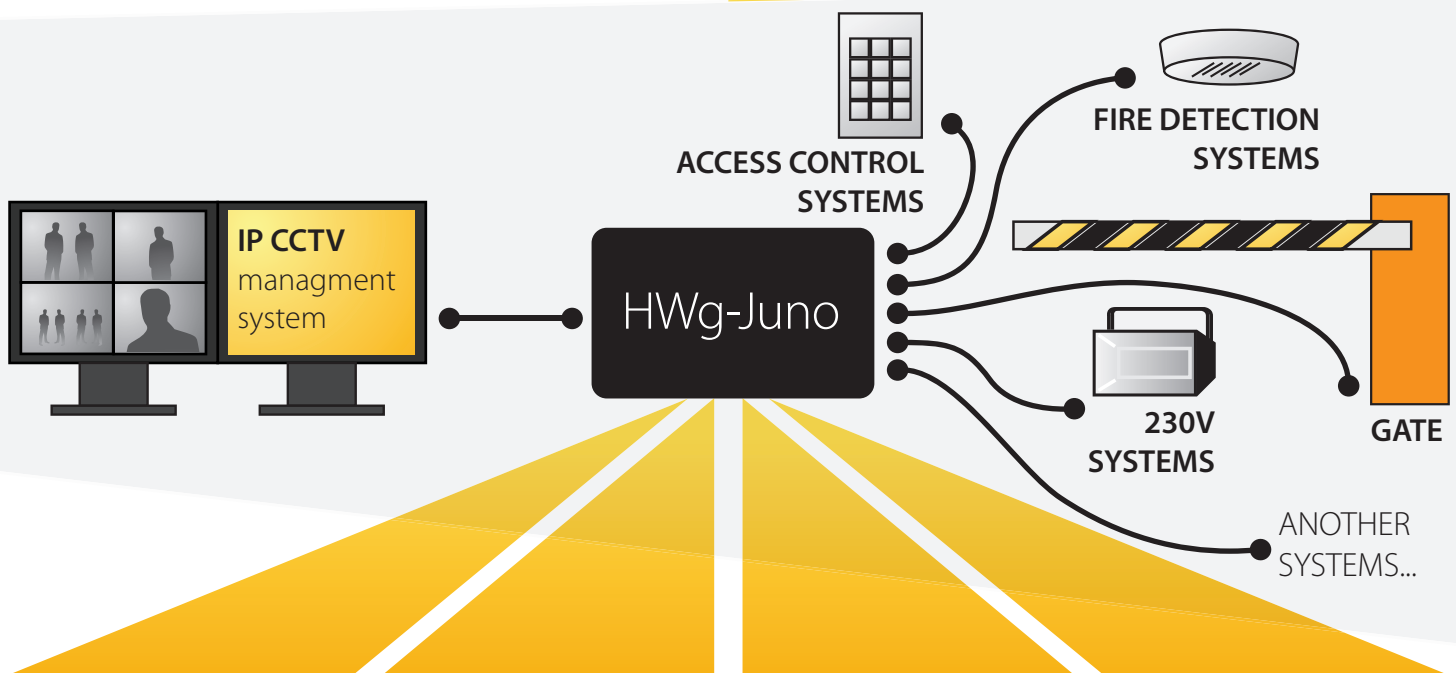 ACCESS CONTROL
SYSTEMS
FIRE DETECTION
SYSTEMS
IP CCTV
managment
system
HWg-Juno
230V
SYSTEMS
GATE
ANOTHER
SYSTEMS...